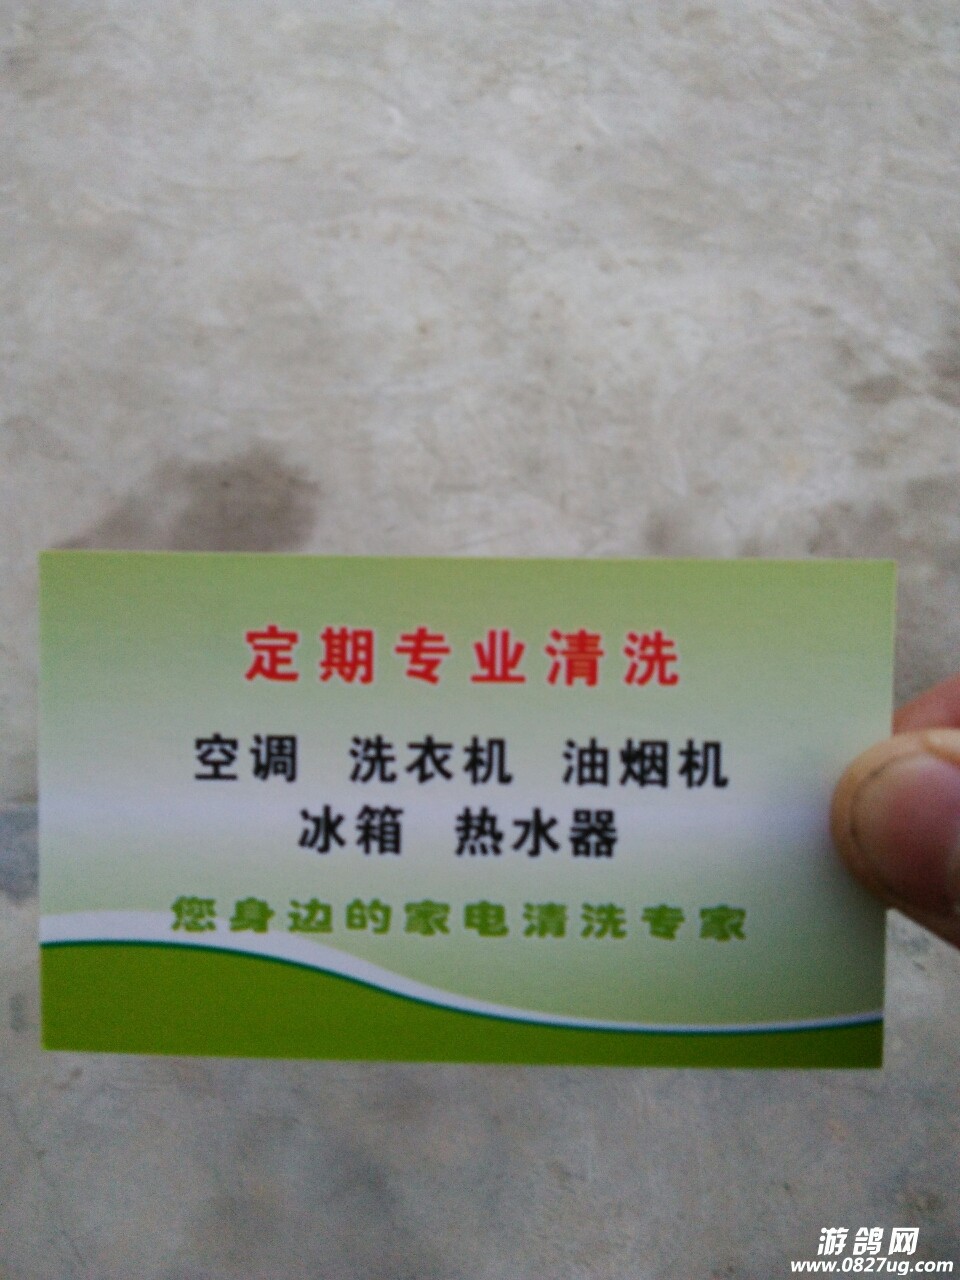 定期专业清洗
空调 洗衣机 油烟机
冰箱 热水器
您身边的家电清洗专家
游鸽网
www.0827ug.com